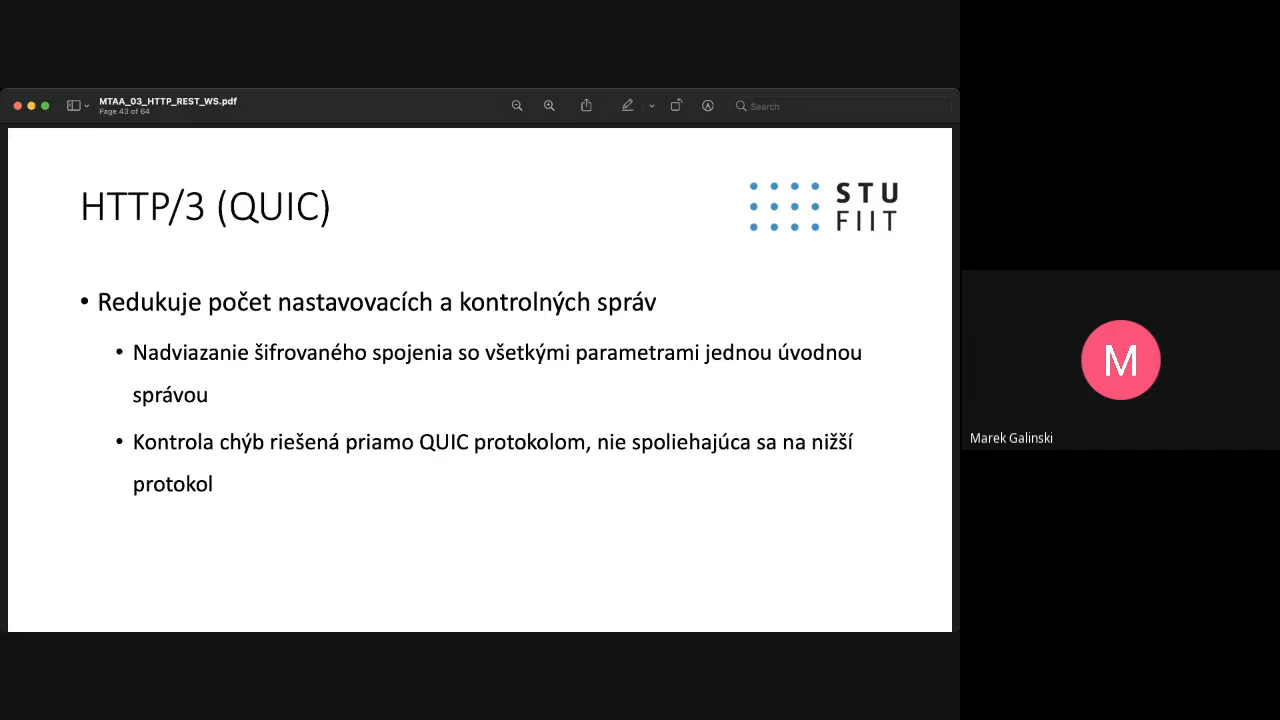 MTAA_03_HTTP_REST_WS.pdf
Page 43 of 64
Search
HTTP/3 (QUIC)
STU
FIIT
• Redukuje počet nastavovacích a kontrolných správ
• Nadviazanie šifrovaného spojenia so všetkými parametrami jednou úvodnou
správou
• Kontrola chýb riešená priamo QUIC protokolom, nie spoliehajúca sa na nižší
protokol
M
Marek Galinski